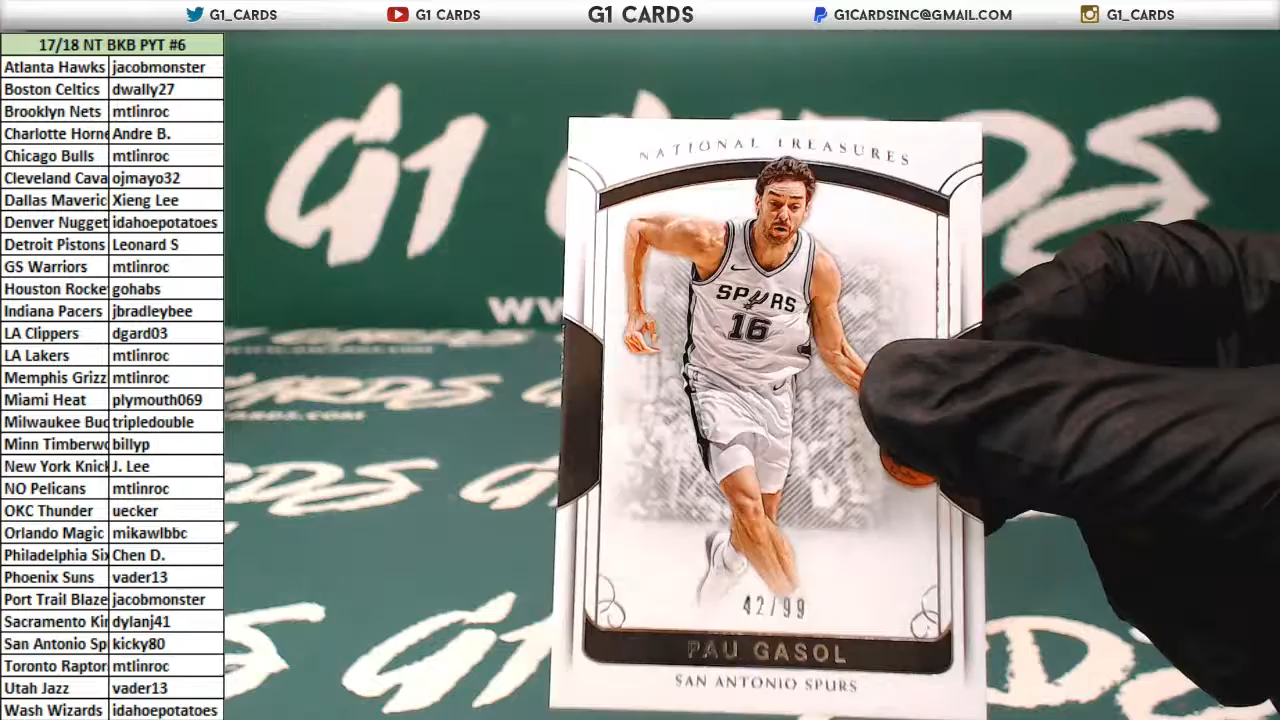 G1_CARDS
G1 CARDS
G1 CARDS
G1CARDSINC@GMAIL.COM
G1_CARDS
17/18 NT BKB PYT #6
Atlanta Hawks jacobmonster
Boston Celtics dwally27
Brooklyn Nets mtlinroc
Charlotte Horne Andre B.
Chicago Bulls mtlinroc
Cleveland Cava ojmayo32
Dallas Maveric Xieng Lee
Denver Nugget idahoepotatoes
Detroit Pistons Leonard S
GS Warriors mtlinroc
Houston Rocke gohabs
Indiana Pacers jbradleybee
LA Clippers dgard03
LA Lakers mtlinroc
Memphis Grizz mtlinroc
Miami Heat plymouth069
Milwaukee Buc tripledouble
Minn Timberwo billyp
New York Knick J. Lee
NO Pelicans mtlinroc
OKC Thunder uecker
Orlando Magic mikawlbbc
Philadelphia Six Chen D.
Phoenix Suns vader13
Port Trail Blaze jacobmonster
Sacramento Kin dylanj41
San Antonio Sp kicky80
Toronto Raptor mtlinroc
Utah Jazz vader13
Wash Wizards idahoepotatoes
G1 CARDS
NATIONAL TREASURES
SPURS
16
42/99
PAU GASOL
SAN ANTONIO SPURS